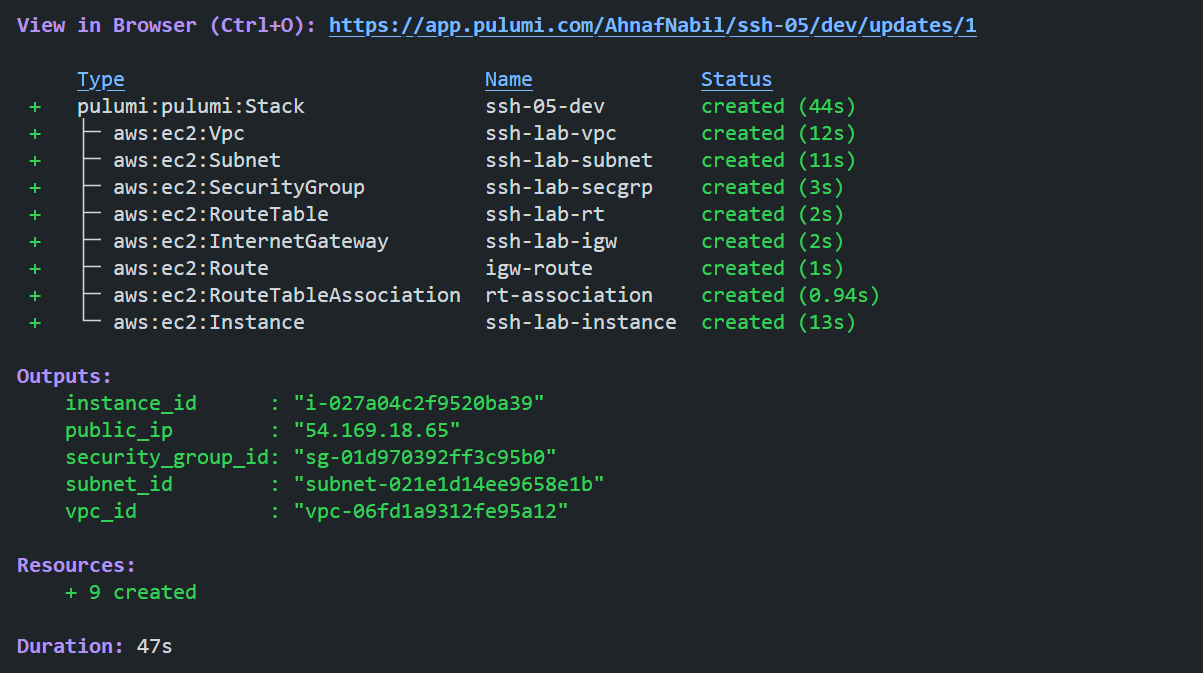 View in Browser (Ctrl+O): https://app.pulumi.com/AhnafNabil/ssh-05/dev/updates/1
Type Name Status
+ pulumi:pulumi:Stack ssh-05-dev created (44s)
+ ├─ aws:ec2:Vpc ssh-lab-vpc created (12s)
+ ├─ aws:ec2:Subnet ssh-lab-subnet created (11s)
+ ├─ aws:ec2:SecurityGroup ssh-lab-secgrp created (3s)
+ ├─ aws:ec2:RouteTable ssh-lab-rt created (2s)
+ ├─ aws:ec2:InternetGateway ssh-lab-igw created (2s)
+ ├─ aws:ec2:Route igw-route created (1s)
+ ├─ aws:ec2:RouteTableAssociation rt-association created (0.94s)
+ └─ aws:ec2:Instance ssh-lab-instance created (13s)
Outputs:
instance_id : "i-027a04c2f9520ba39"
public_ip : "54.169.18.65"
security_group_id: "sg-01d970392ff3c95b0"
subnet_id : "subnet-021e1d14ee9658e1b"
vpc_id : "vpc-06fd1a9312fe95a12"
Resources:
+ 9 created
Duration: 47s